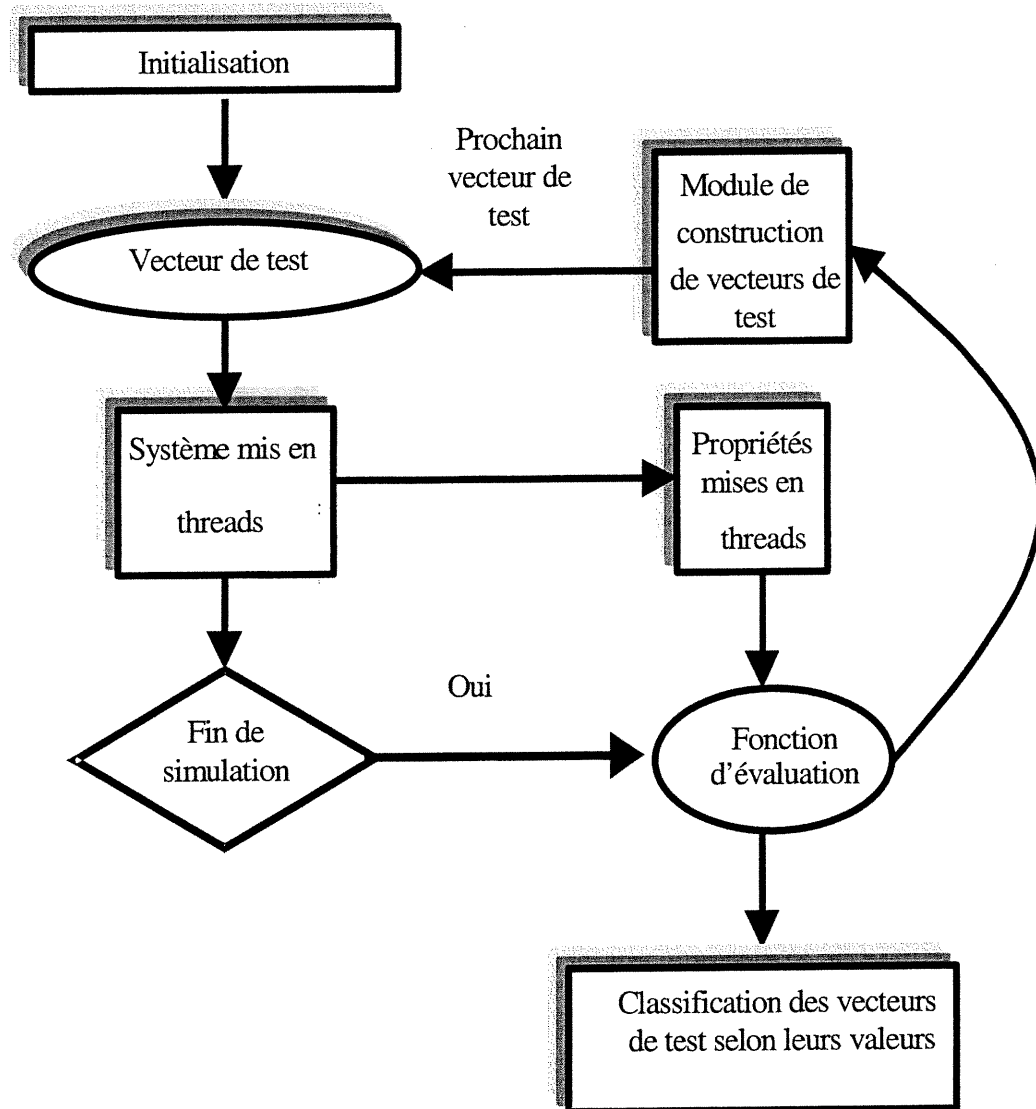 Initialisation
Prochain
vecteur de
test
Module de
construction
de vecteurs de
test
Vecteur de test
Système mis en
threads
Propriétés
mises en
threads
Oui
Fin de
simulation
Fonction
d'évaluation
Classification des vecteurs
de test selon leurs valeurs